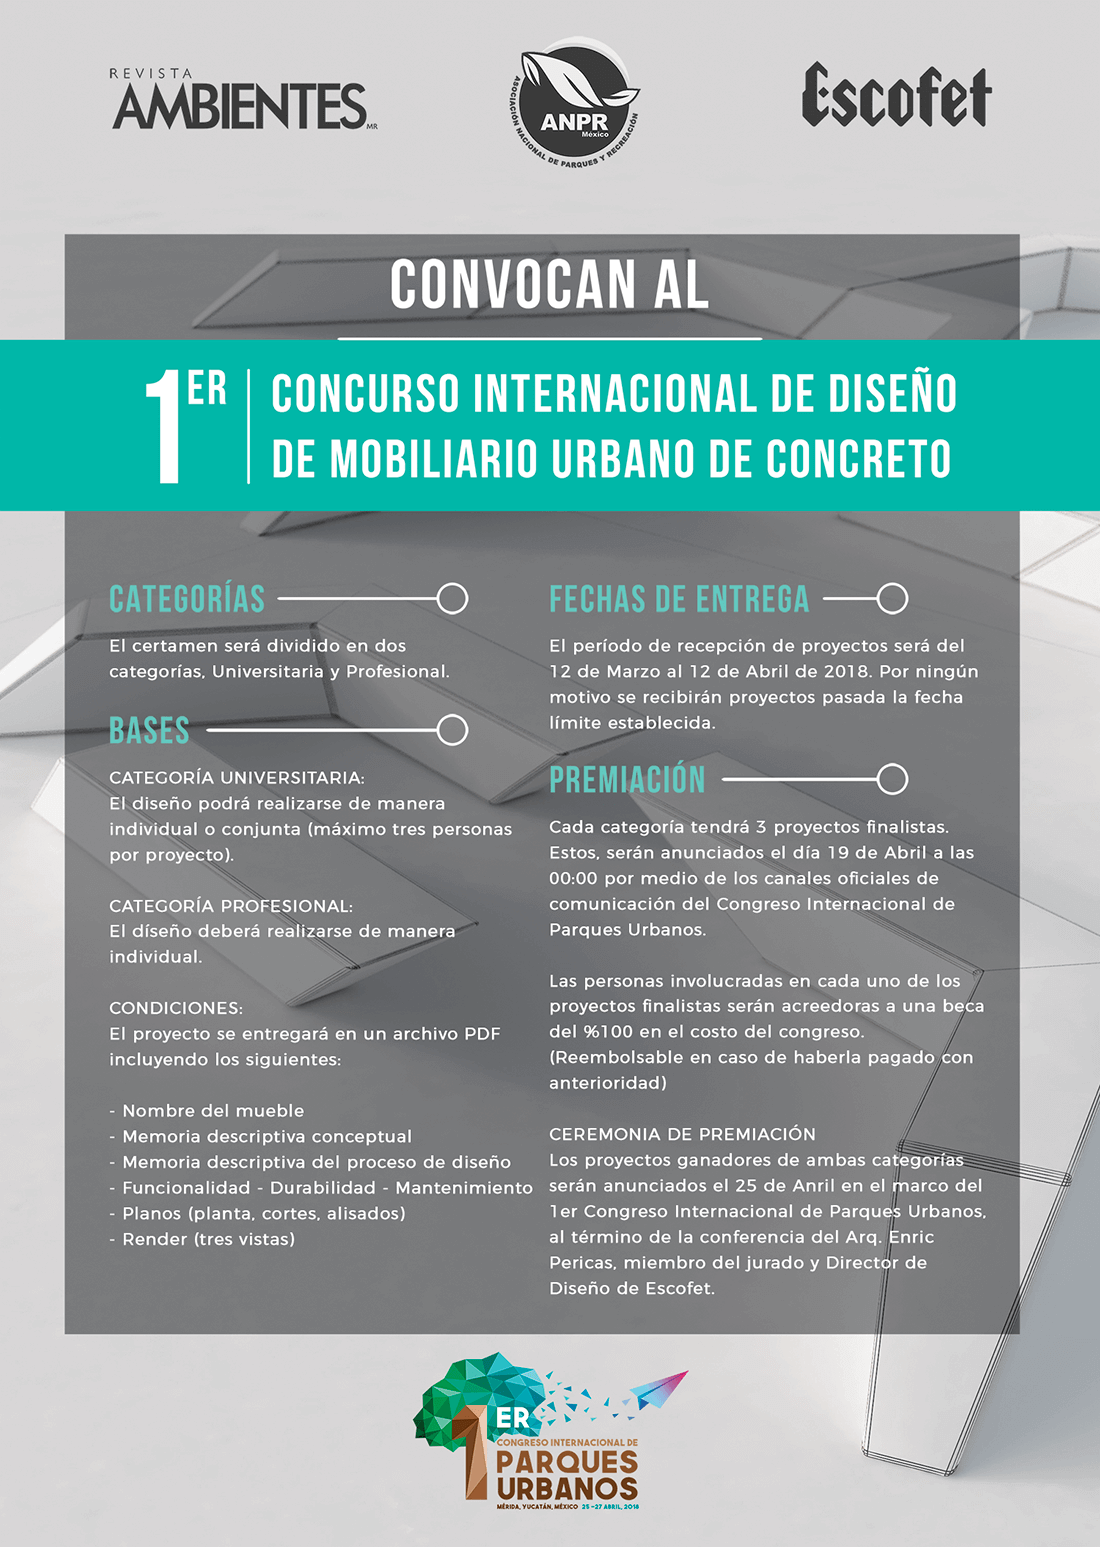 REVISTA
AMBIENTES MR
ASOCIACIÓN NACIONAL DE PARQUES Y RECREACIÓN
ANPR
México
Escofet
CONVOCAN AL
1ER
CONCURSO INTERNACIONAL DE DISEÑO
DE MOBILIARIO URBANO DE CONCRETO
CATEGORÍAS
El certamen será dividido en dos
categorías, Universitaria y Profesional.
BASES
CATEGORÍA UNIVERSITARIA:
El diseño podrá realizarse de manera
individual o conjunta (máximo tres personas
por proyecto).
CATEGORÍA PROFESIONAL:
El díseño deberá realizarse de manera
individual.
CONDICIONES:
El proyecto se entregará en un archivo PDF
incluyendo los siguientes:
- Nombre del mueble
- Memoria descriptiva conceptual
- Memoria descriptiva del proceso de diseño
- Funcionalidad - Durabilidad - Mantenimiento
- Planos (planta, cortes, alisados)
- Render (tres vistas)
FECHAS DE ENTREGA
El período de recepción de proyectos será del
12 de Marzo al 12 de Abril de 2018. Por ningún
motivo se recibirán proyectos pasada la fecha
límite establecida.
PREMIACIÓN
Cada categoría tendrá 3 proyectos finalistas.
Estos, serán anunciados el día 19 de Abril a las
00:00 por medio de los canales oficiales de
comunicación del Congreso Internacional de
Parques Urbanos.
Las personas involucradas en cada uno de los
proyectos finalistas serán acreedoras a una beca
del %100 en el costo del congreso.
(Reembolsable en caso de haberla pagado con
anterioridad)
CEREMONIA DE PREMIACIÓN
Los proyectos ganadores de ambas categorías
serán anunciados el 25 de Anril en el marco del
1er Congreso Internacional de Parques Urbanos,
al término de la conferencia del Arq. Enric
Pericas, miembro del jurado y Director de
Diseño de Escofet.
1ER
CONGRESO INTERNACIONAL DE
PARQUES
URBANOS
MÉRIDA, YUCATÁN, MÉXICO 25 -27 ABRIL, 2018